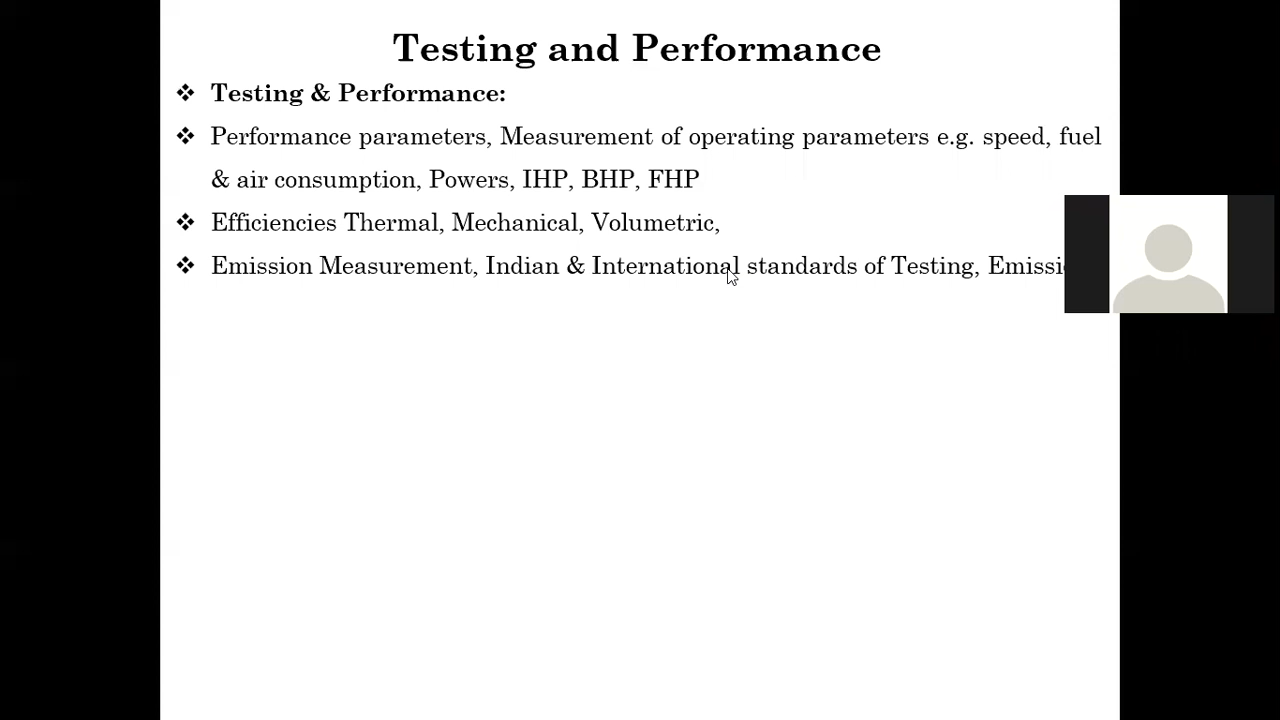 Testing and Performance
❖ Testing & Performance:
❖ Performance parameters, Measurement of operating parameters e.g. speed, fuel
& air consumption, Powers, IHP, BHP, FHP
❖ Efficiencies Thermal, Mechanical, Volumetric,
❖ Emission Measurement, Indian & International standards of Testing,